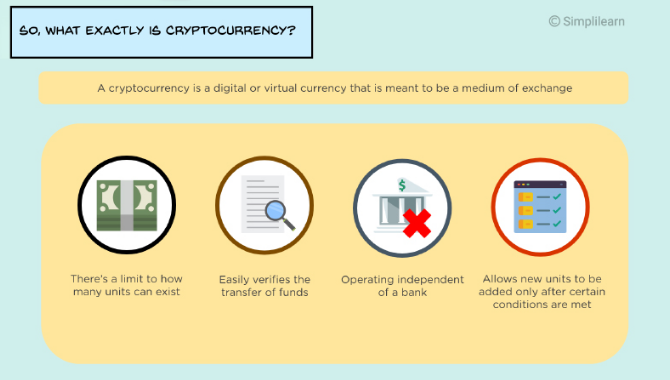 SO, WHAT EXACTLY IS CRYPTOCURRENCY?
© Simplilearn
A cryptocurrency is a digital or virtual currency that is meant to be a medium of exchange
There's a limit to how
many units can exist
Easily verifies the
transfer of funds
Operating independent
of a bank
Allows new units to be
added only after certain
conditions are met